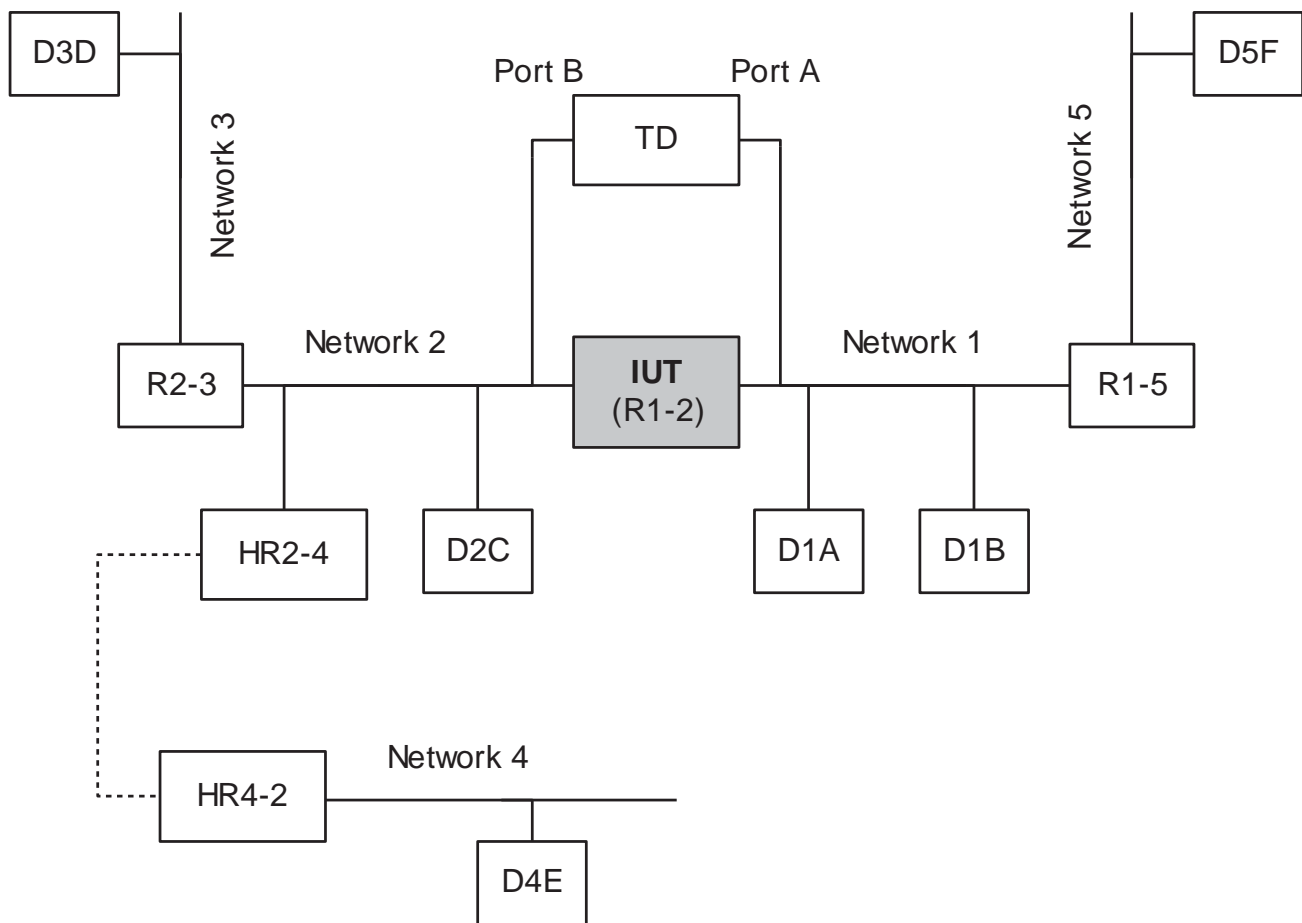 D3D
Port B
Port A
D5F
TD
Network 3
Network 5
Network 2
IUT
(R1-2)
Network 1
R2-3
R1-5
HR2-4
D2C
D1A
D1B
HR4-2
Network 4
D4E